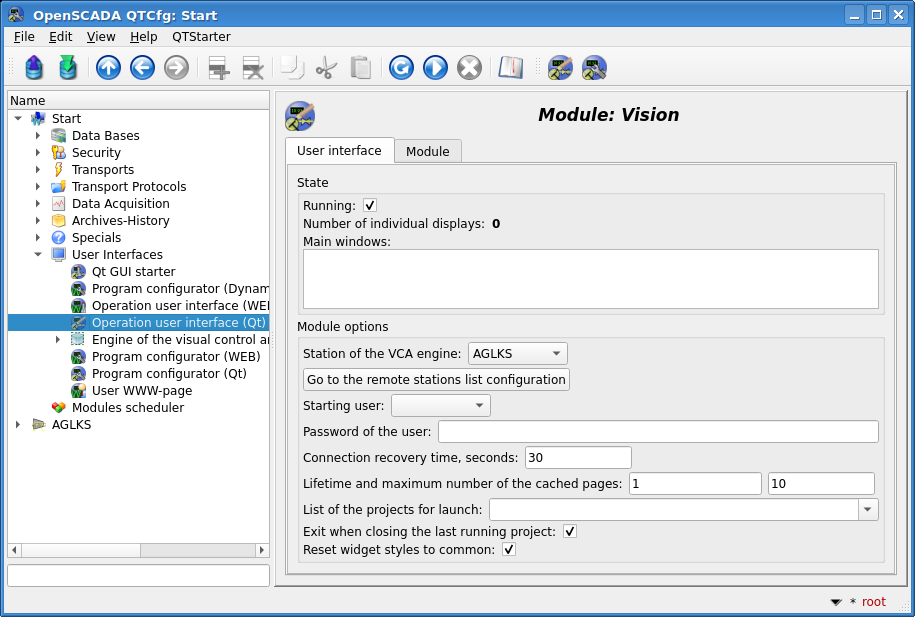 OpenSCADA QTCfg: Start
File Edit View Help QTStarter
Name
Start
Data Bases
Security
Transports
Transport Protocols
Data Acquisition
Archives-History
Specials
User Interfaces
Qt GUI starter
Program configurator (Dynam
Operation user interface (WE
Operation user interface (Qt)
Engine of the visual control a
Program configurator (WEB)
Program configurator (Qt)
User WWW-page
Modules scheduler
AGLKS
Module: Vision
User interface Module
State
Running:
Number of individual displays: 0
Main windows:
Module options
Station of the VCA engine: AGLKS
Go to the remote stations list configuration
Starting user:
Password of the user:
Connection recovery time, seconds: 30
Lifetime and maximum number of the cached pages: 1 10
List of the projects for launch:
Exit when closing the last running project:
Reset widget styles to common:
* root